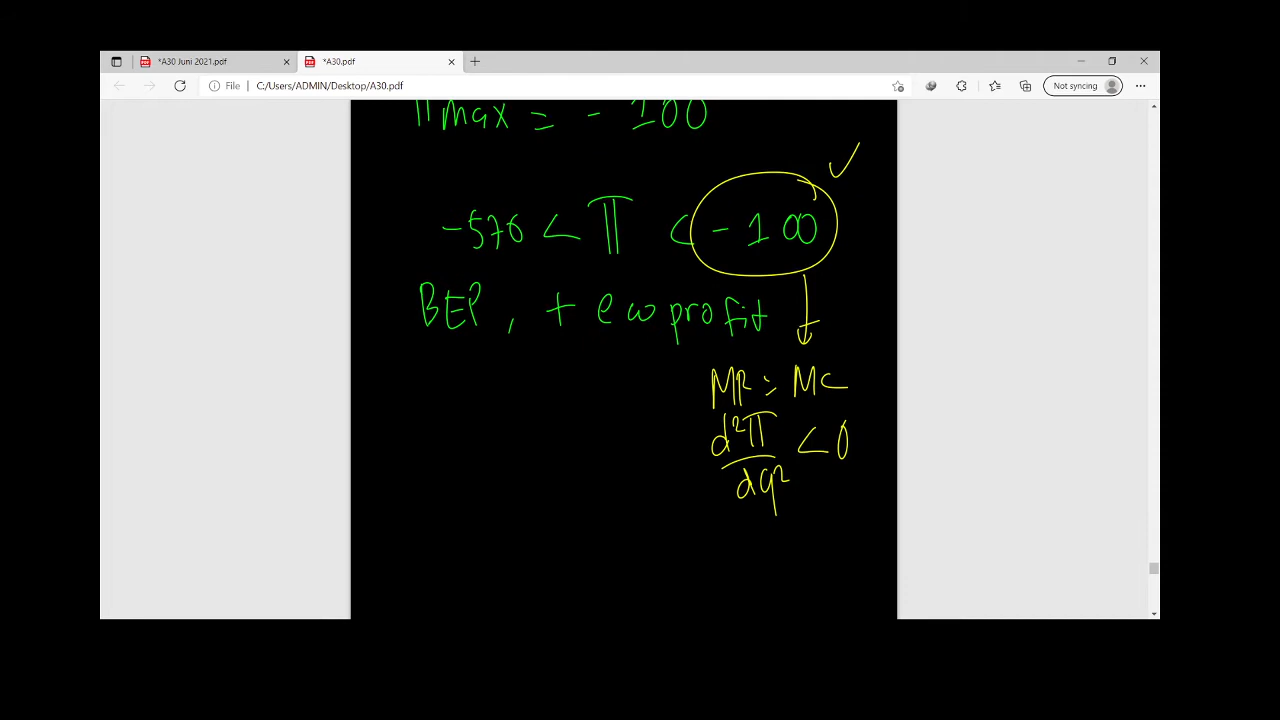 *A30 Juni 2021.pdf
*A30.pdf
File
C:/Users/ADMIN/Desktop/A30.pdf
Not syncing
πmax = - 100
-576 < π < - 100
BEP, + eco profit
MR = MC
d²π
dq²
< 0